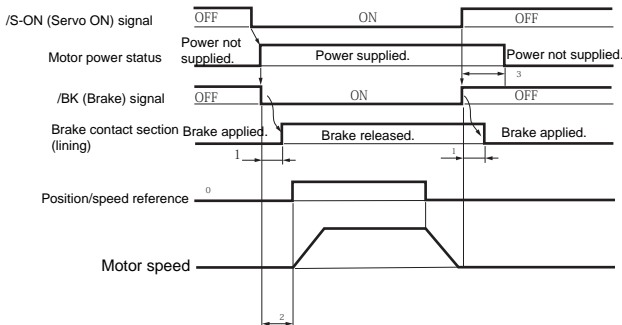 /S-ON (Servo ON) signal OFF ON OFF
Motor power status Power not supplied. Power supplied. Power not supplied.
3
/BK (Brake) signal OFF ON OFF
Brake contact section (lining) Brake applied. Brake released. Brake applied.
1 1
Position/speed reference 0
Motor speed
2